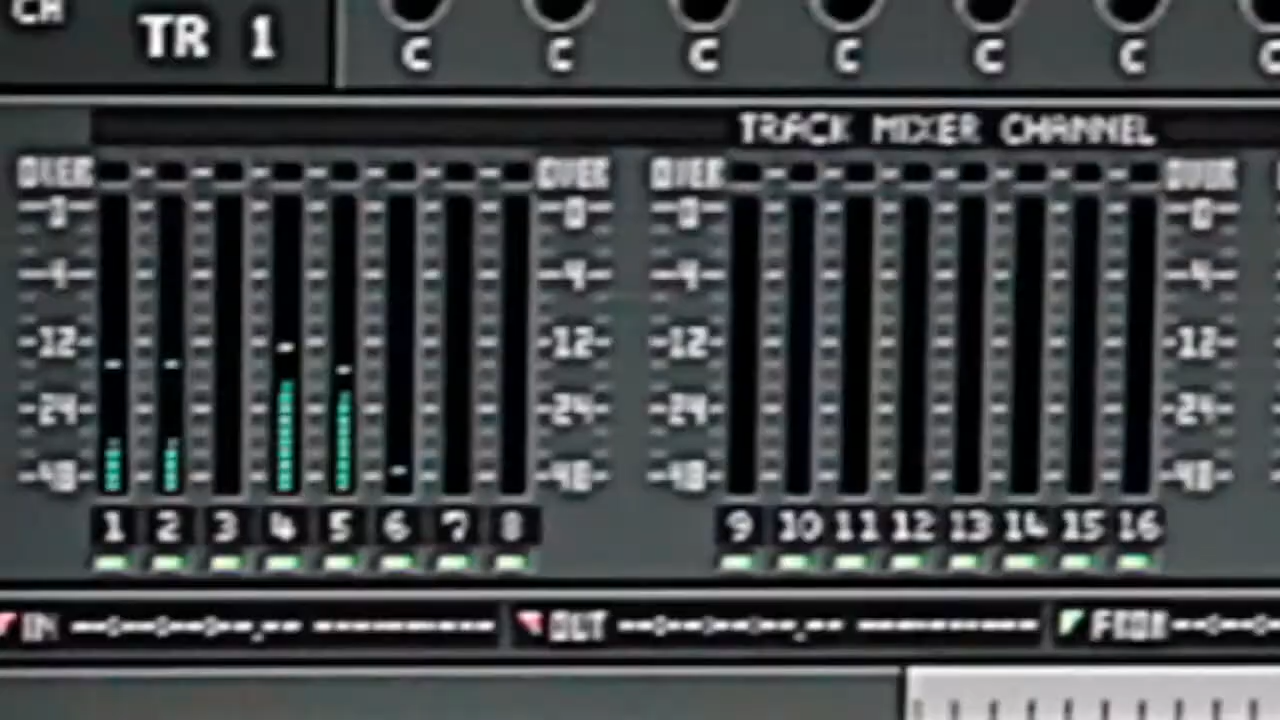 CH
TR 1
C C C C C C C
TRACK MIXER CHANNEL
OVER OVER OVER OVER
0 0 0 0
4 4 4 4
12 12 12 12
24 24 24 24
48 48 48 48
1 2 3 4 5 6 7 8 9 10 11 12 13 14 15 16
IN OUT FROM